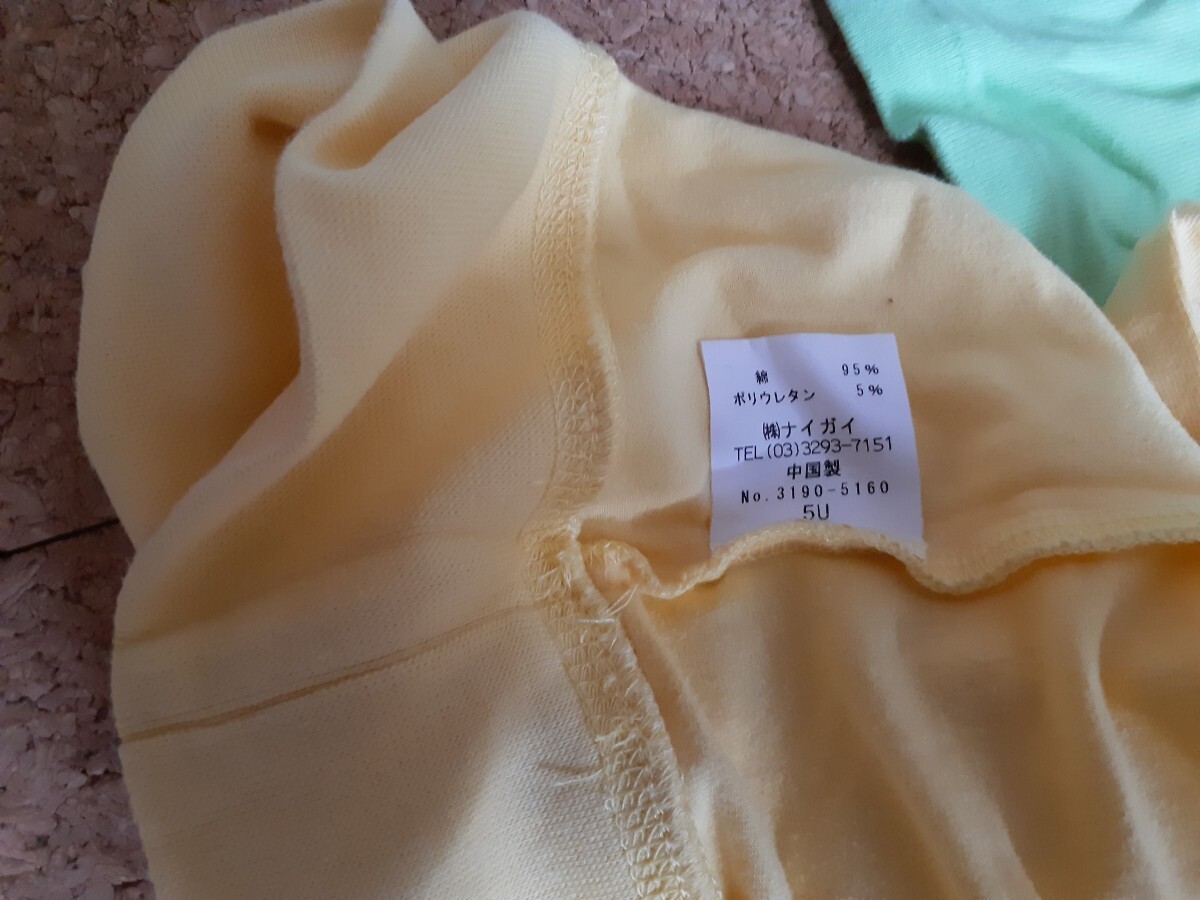 綿 95%
ポリウレタン 5%
㈱ナイガイ
TEL(03)3293-7151
中国製
No.3190-5160
5U